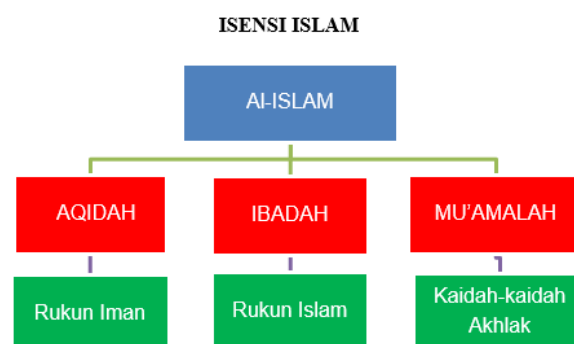 ISENSI ISLAM
Al-ISLAM
AQIDAH
IBADAH
MU'AMALAH
Rukun Iman
Rukun Islam
Kaidah-kaidah
Akhlak